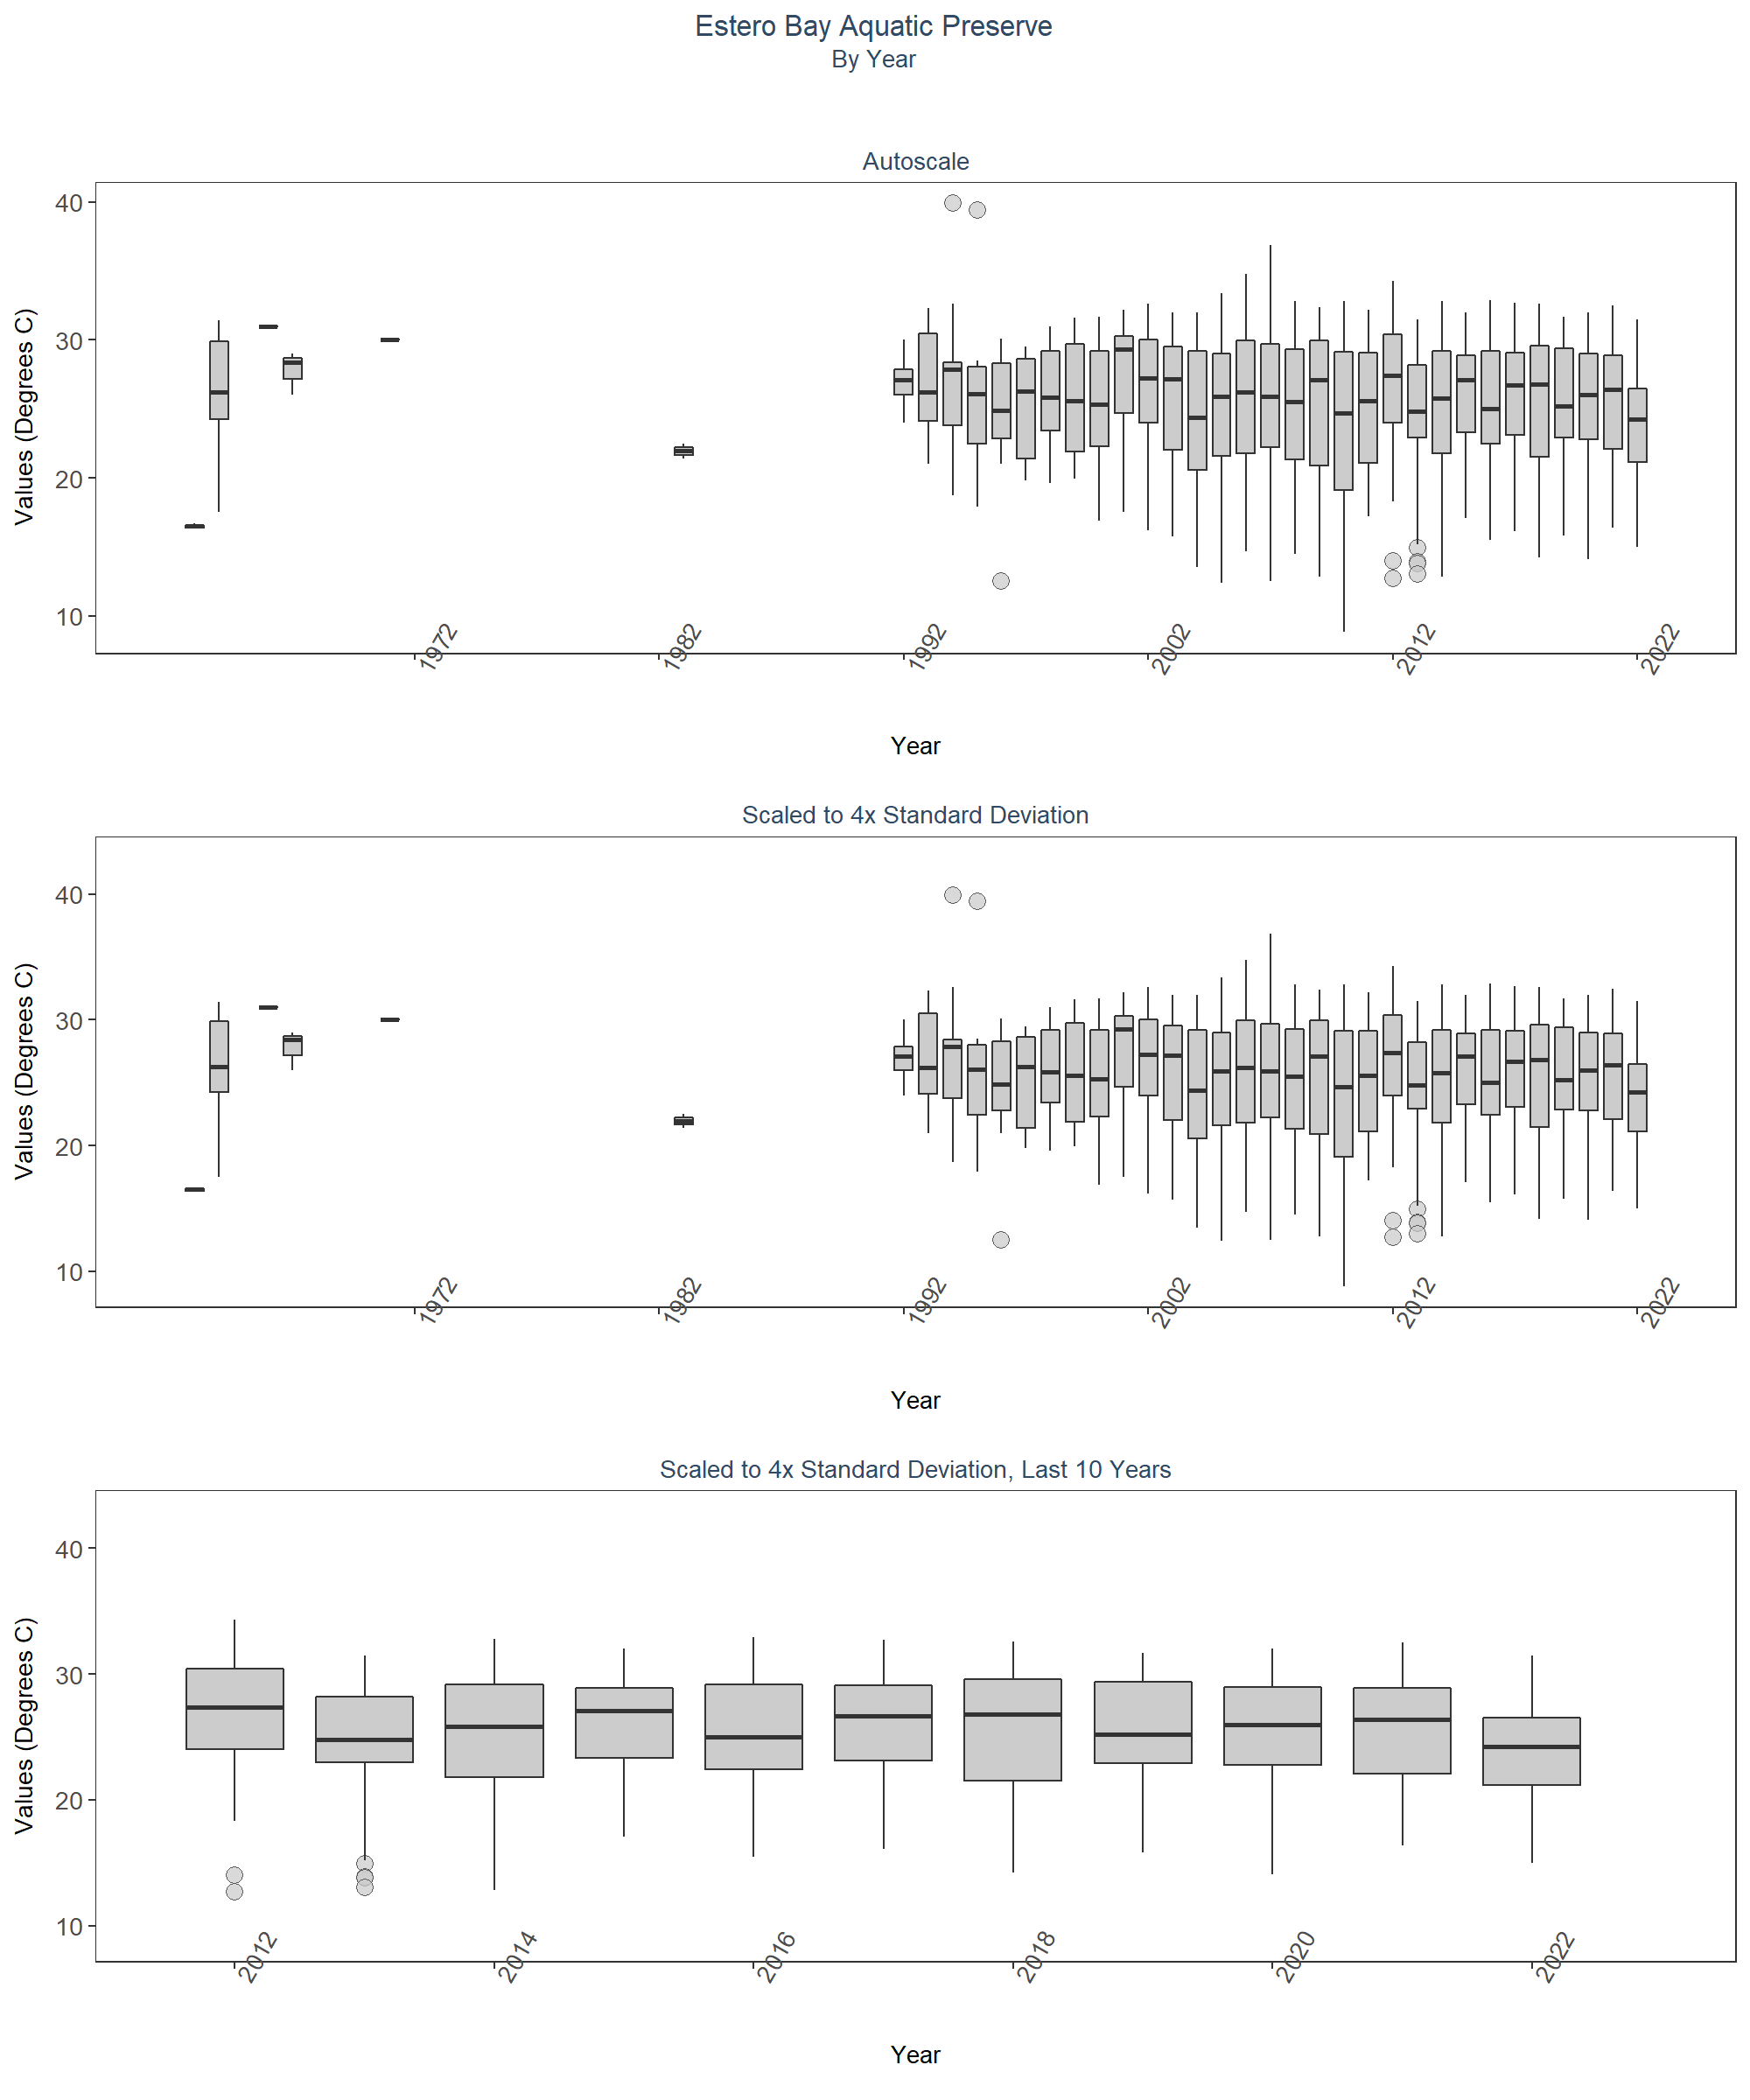 Estero Bay Aquatic Preserve
By Year
Autoscale
Values (Degrees C)
40
30
20
10
1972
1982
1992
2002
2012
2022
Year
Scaled to 4x Standard Deviation
Values (Degrees C)
40
30
20
10
1972
1982
1992
2002
2012
2022
Year
Scaled to 4x Standard Deviation, Last 10 Years
Values (Degrees C)
40
30
20
10
2012
2014
2016
2018
2020
2022
Year